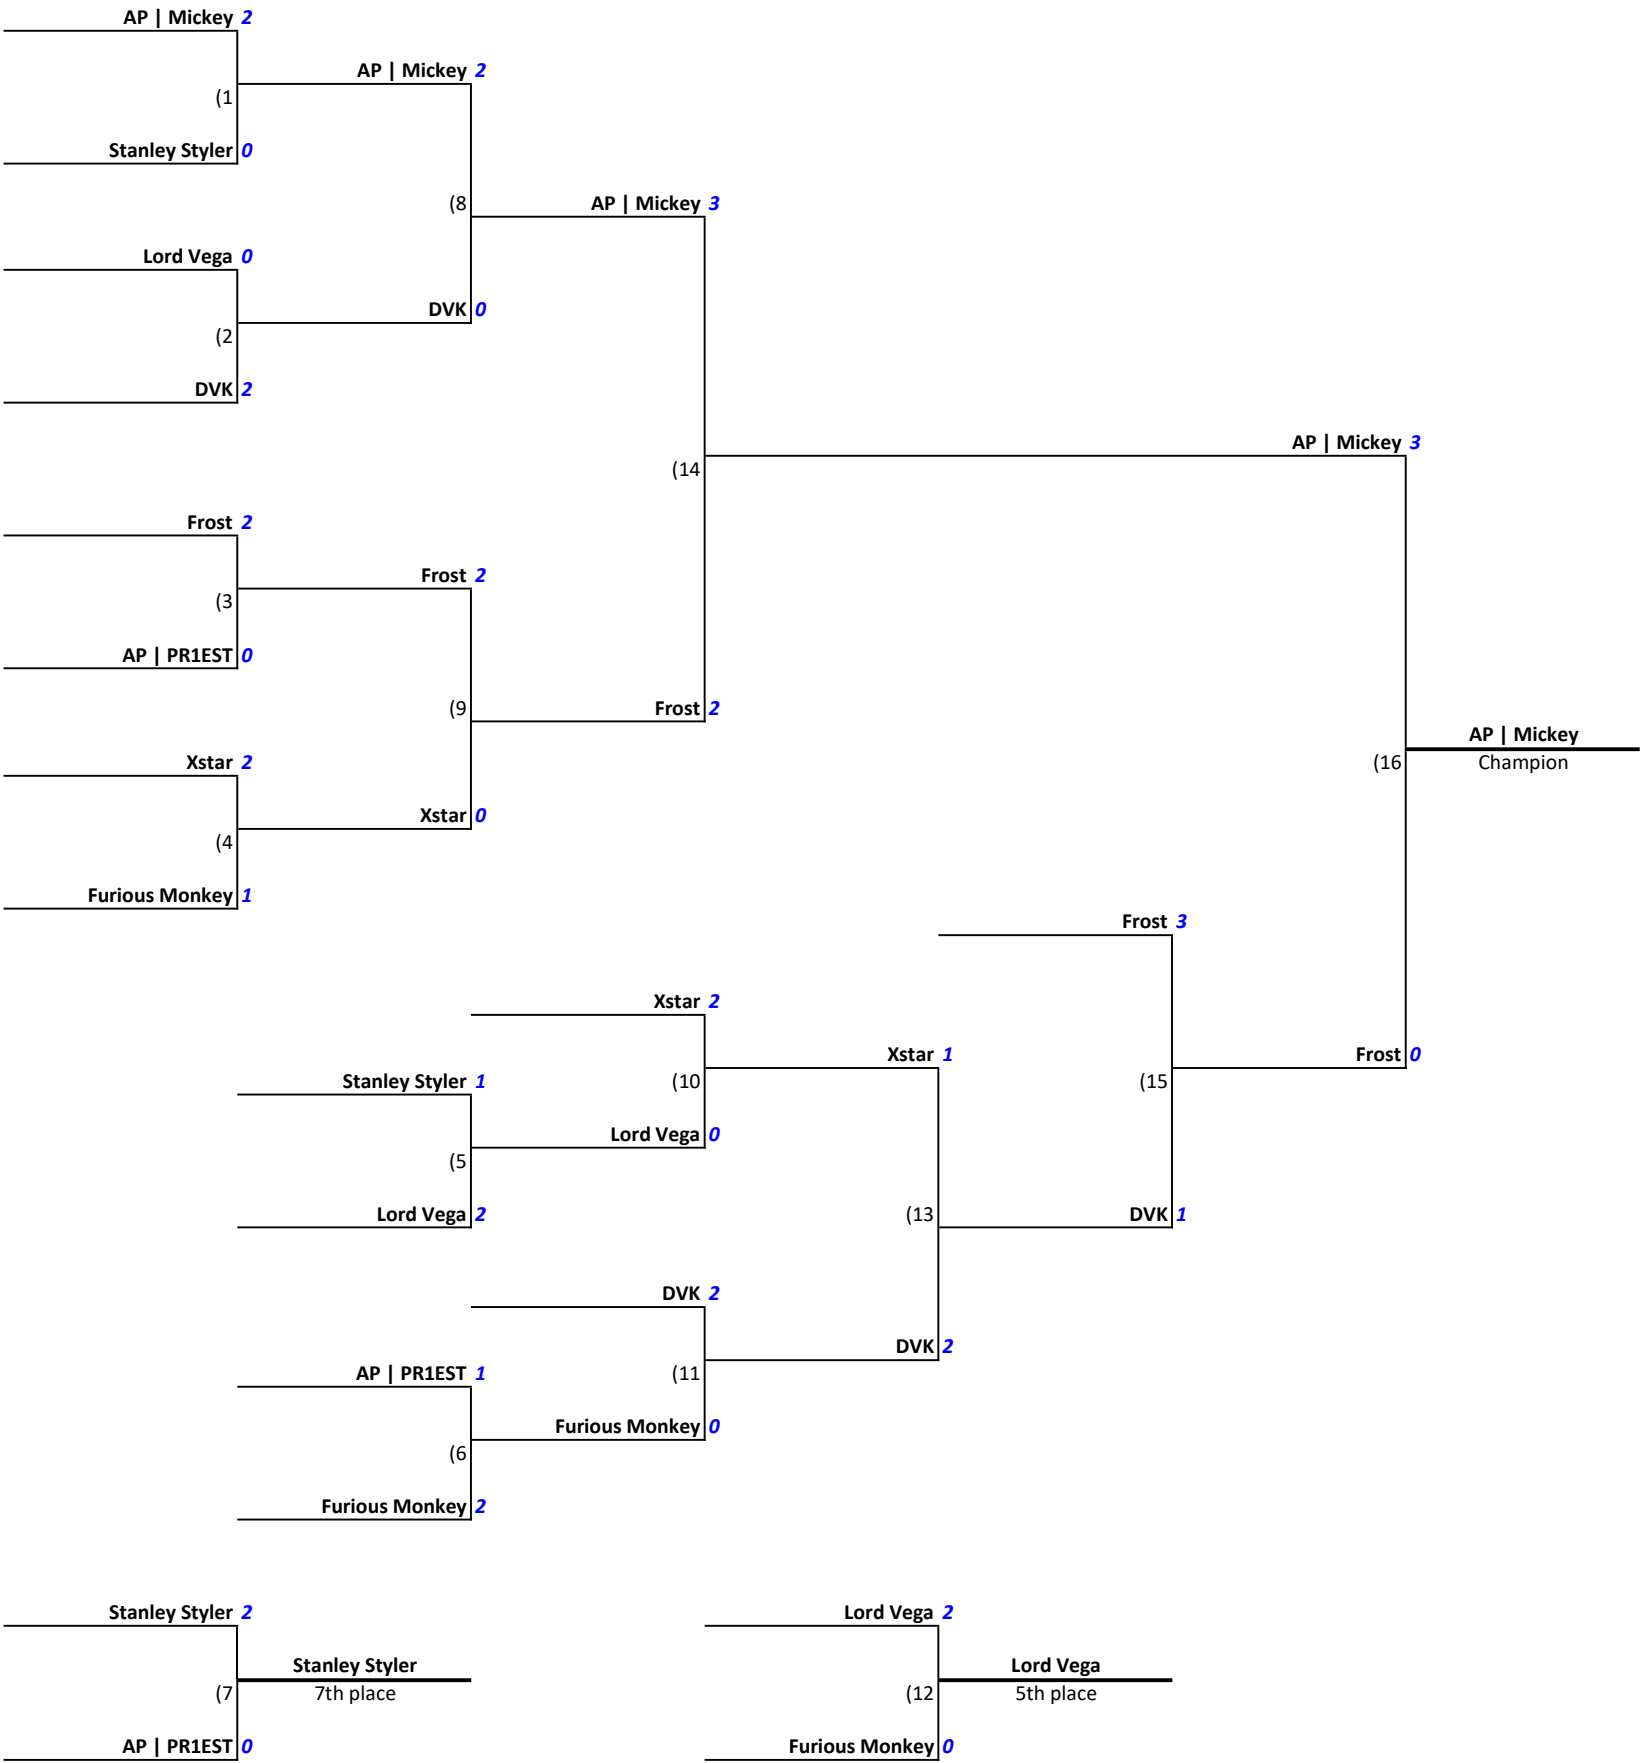 AP | Mickey 2
AP | Mickey 2
(1
Stanley Styler 0
(8
AP | Mickey 3
Lord Vega 0
DVK 0
(2
DVK 2
AP | Mickey 3
(14
Frost 2
Frost 2
(3
AP | PR1EST 0
(9
Frost 2
AP | Mickey
Xstar 2
(16
Champion
Xstar 0
(4
Furious Monkey 1
Frost 3
Xstar 2
Xstar 1
Frost 0
Stanley Styler 1
(10
(15
Lord Vega 0
(5
Lord Vega 2
(13
DVK 1
DVK 2
DVK 2
AP | PR1EST 1
(11
Furious Monkey 0
(6
Furious Monkey 2
Stanley Styler 2
Lord Vega 2
Stanley Styler
Lord Vega
(7
7th place
(12
5th place
AP | PR1EST 0
Furious Monkey 0